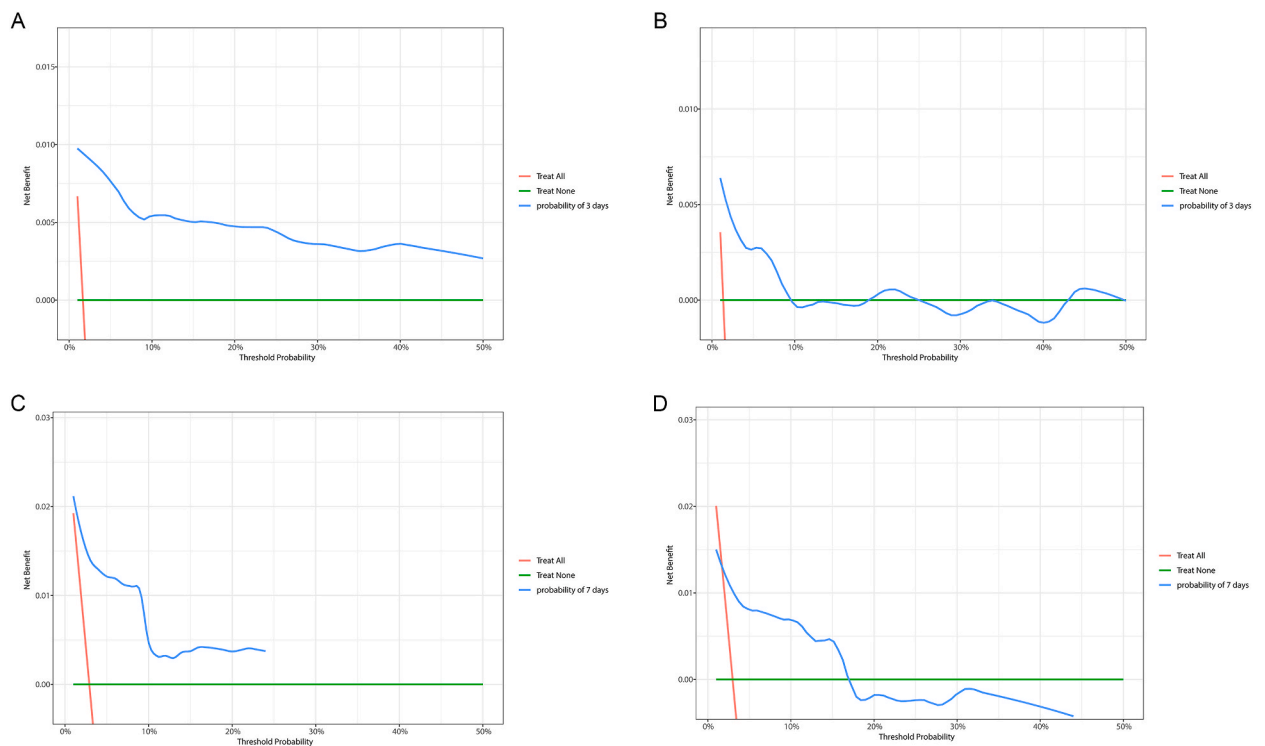 A
0.015
0.010
0.005
0.000
Net Benefit
0%
10%
20%
30%
40%
50%
Threshold Probability
Treat All
Treat None
probability of 3 days
B
0.010
0.005
0.000
Net Benefit
0%
10%
20%
30%
40%
50%
Threshold Probability
Treat All
Treat None
probability of 3 days
C
0.03
0.02
0.01
0.00
Net Benefit
0%
10%
20%
30%
40%
50%
Threshold Probability
Treat All
Treat None
probability of 7 days
D
0.03
0.02
0.01
0.00
Net Benefit
0%
10%
20%
30%
40%
50%
Threshold Probability
Treat All
Treat None
probability of 7 days